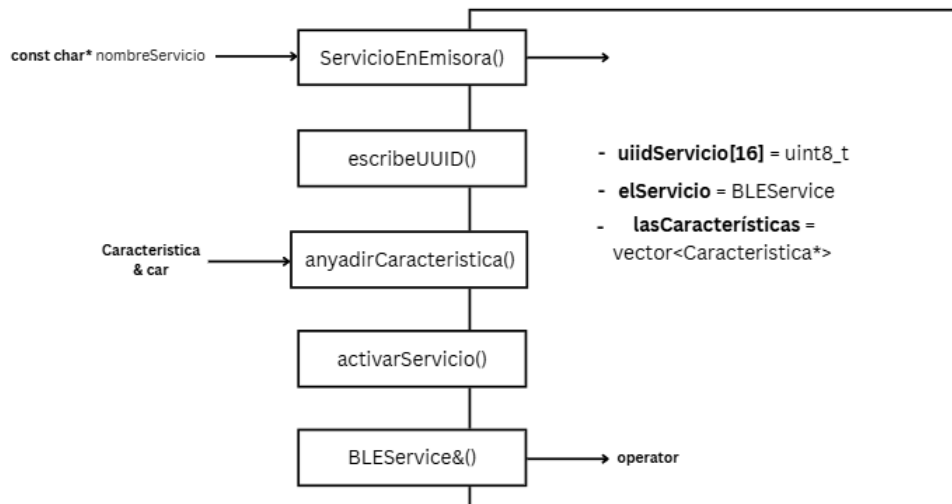 const char* nombreServicio
ServicioEnEmisora()
escribeUUID()
- uiidServicio[16] = uint8_t
- elServicio = BLEService
- lasCaracterísticas =
vector<Caracteristica*>
Caracteristica
& car
anyadirCaracteristica()
activarServicio()
BLEService&()
operator